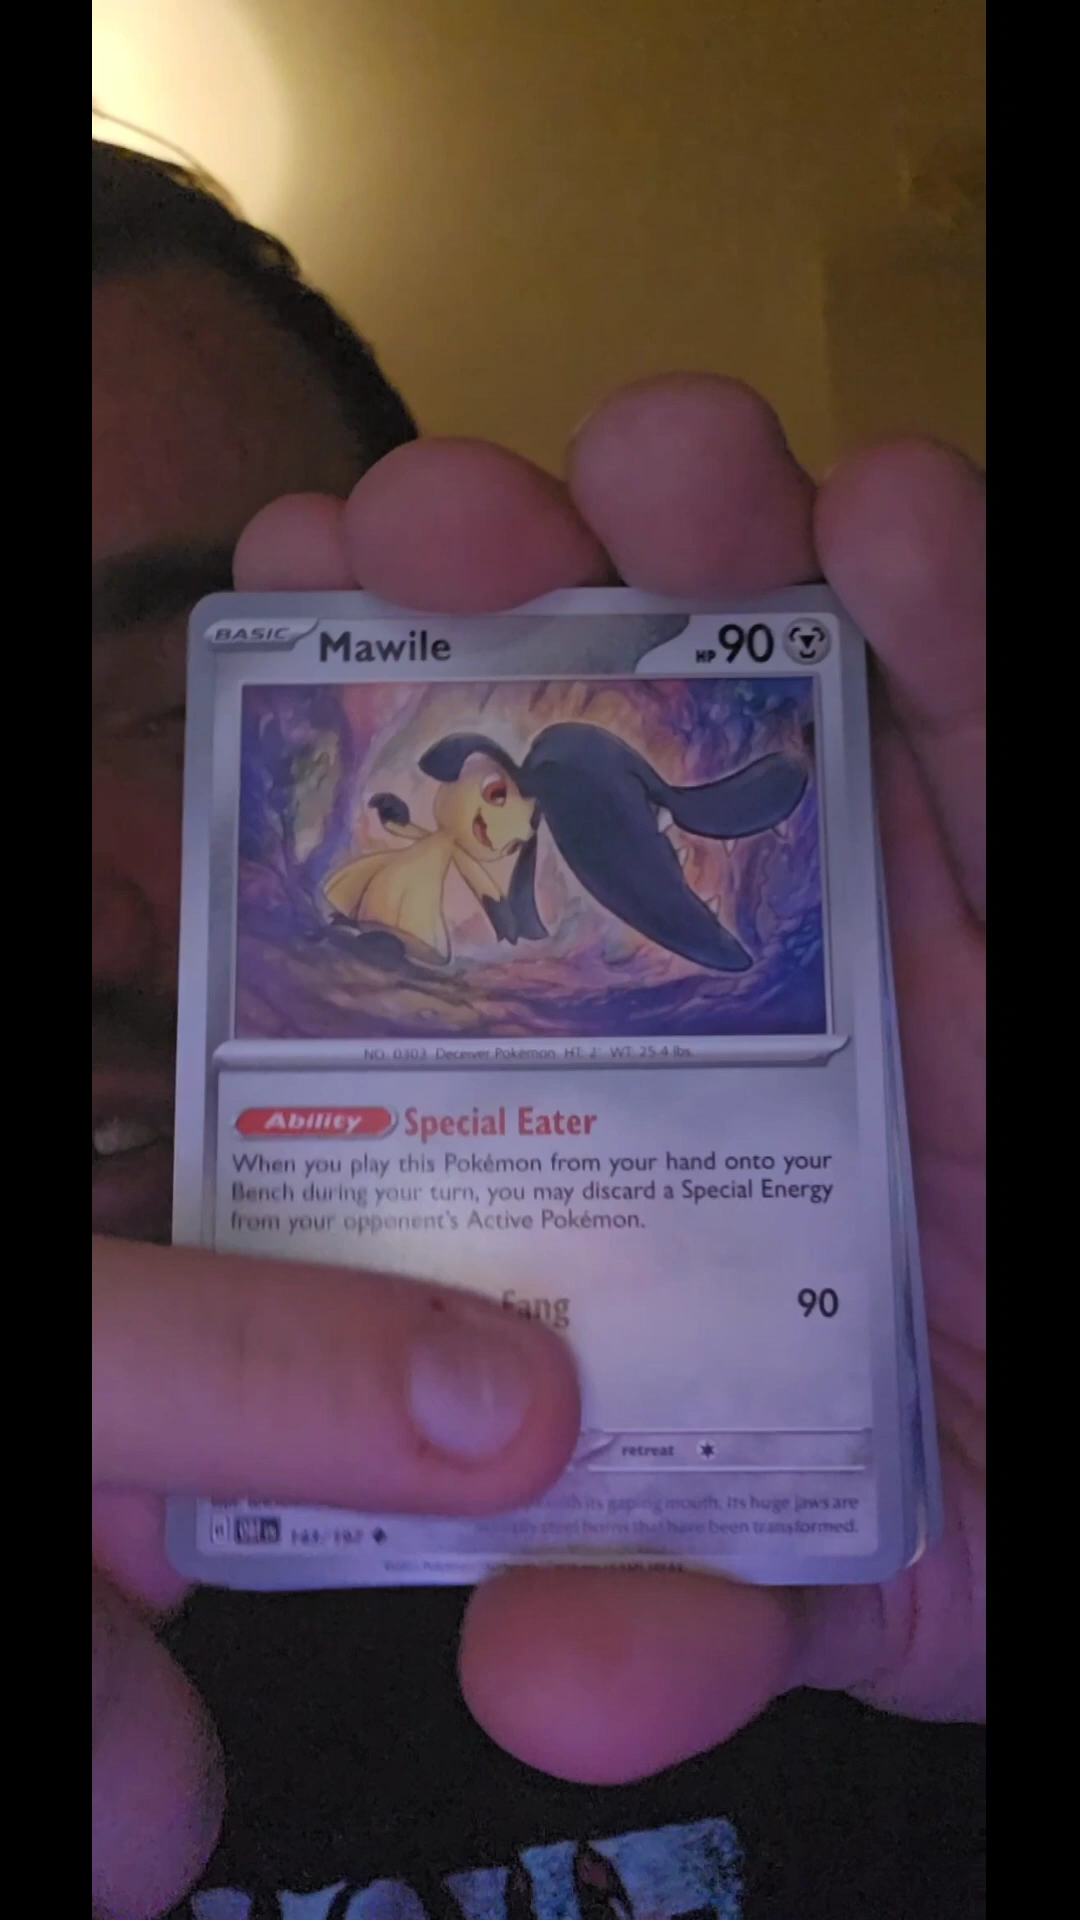 BASIC Mawile HP 90
NO. 0303 Deceiver Pokémon HT: 2' WT: 25.4 lbs.
Ability Special Eater
When you play this Pokémon from your hand onto your
Bench during your turn, you may discard a Special Energy
from your opponent's Active Pokémon.
Fang 90
retreat
with its gaping mouth. Its huge jaws are
steel horns that have been transformed.